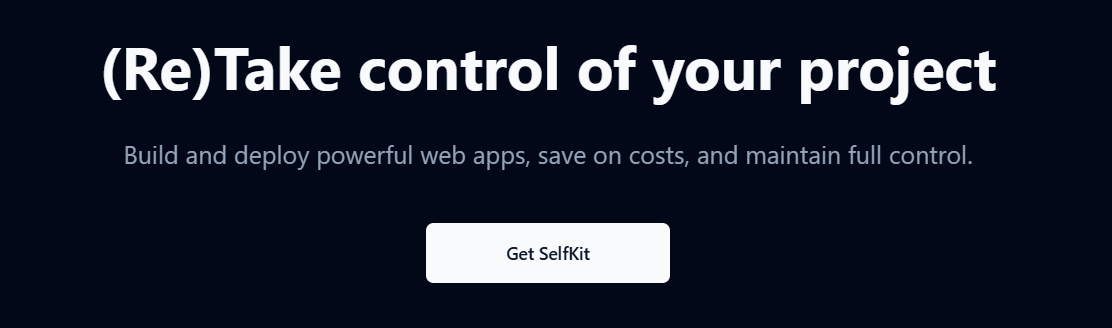 (Re)Take control of your project
Build and deploy powerful web apps, save on costs, and maintain full control.
Get SelfKit